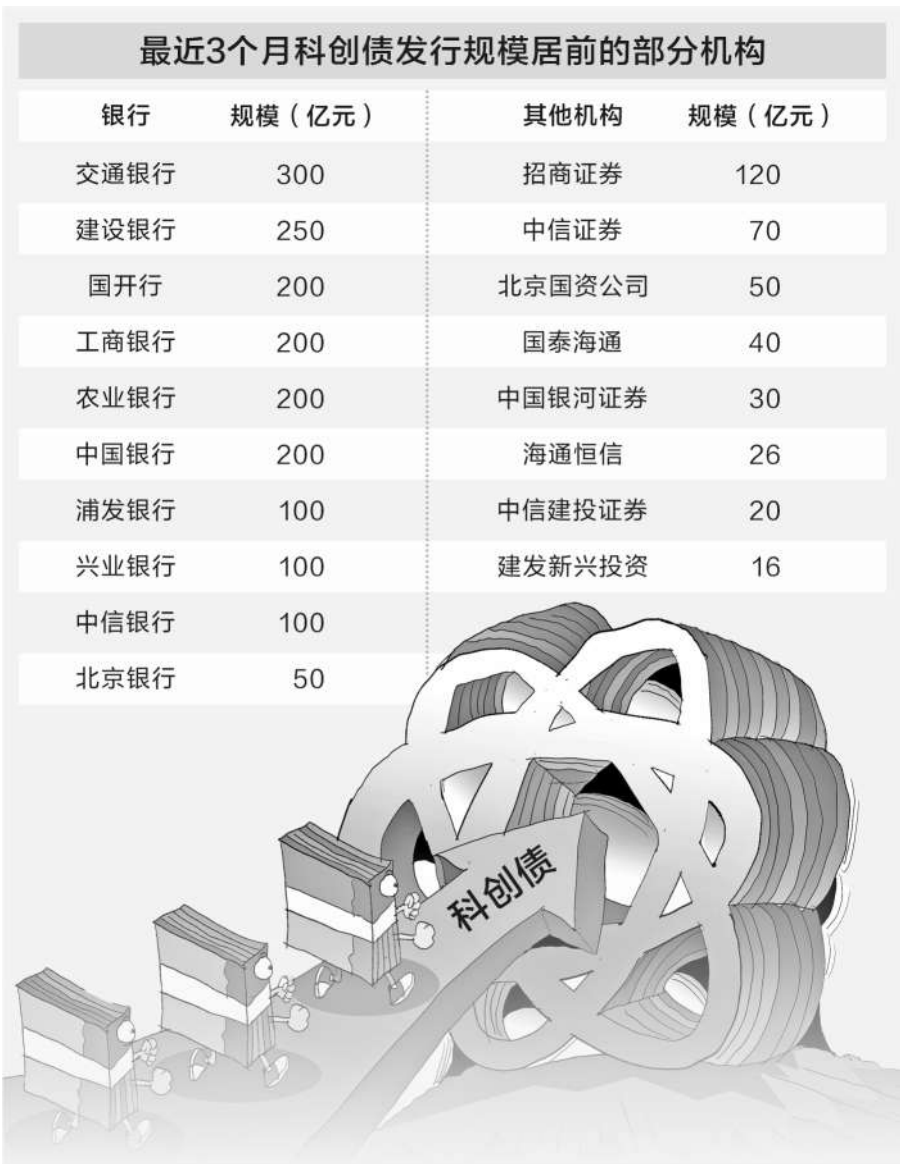 最近3个月科创债发行规模居前的部分机构
银行 规模（亿元） 其他机构 规模（亿元）
交通银行 300 招商证券 120
建设银行 250 中信证券 70
国开行 200 北京国资公司 50
工商银行 200 国泰海通 40
农业银行 200 中国银河证券 30
中国银行 200 海通恒信 26
浦发银行 100 中信建投证券 20
兴业银行 100 建发新兴投资 16
中信银行 100
北京银行 50
科创债